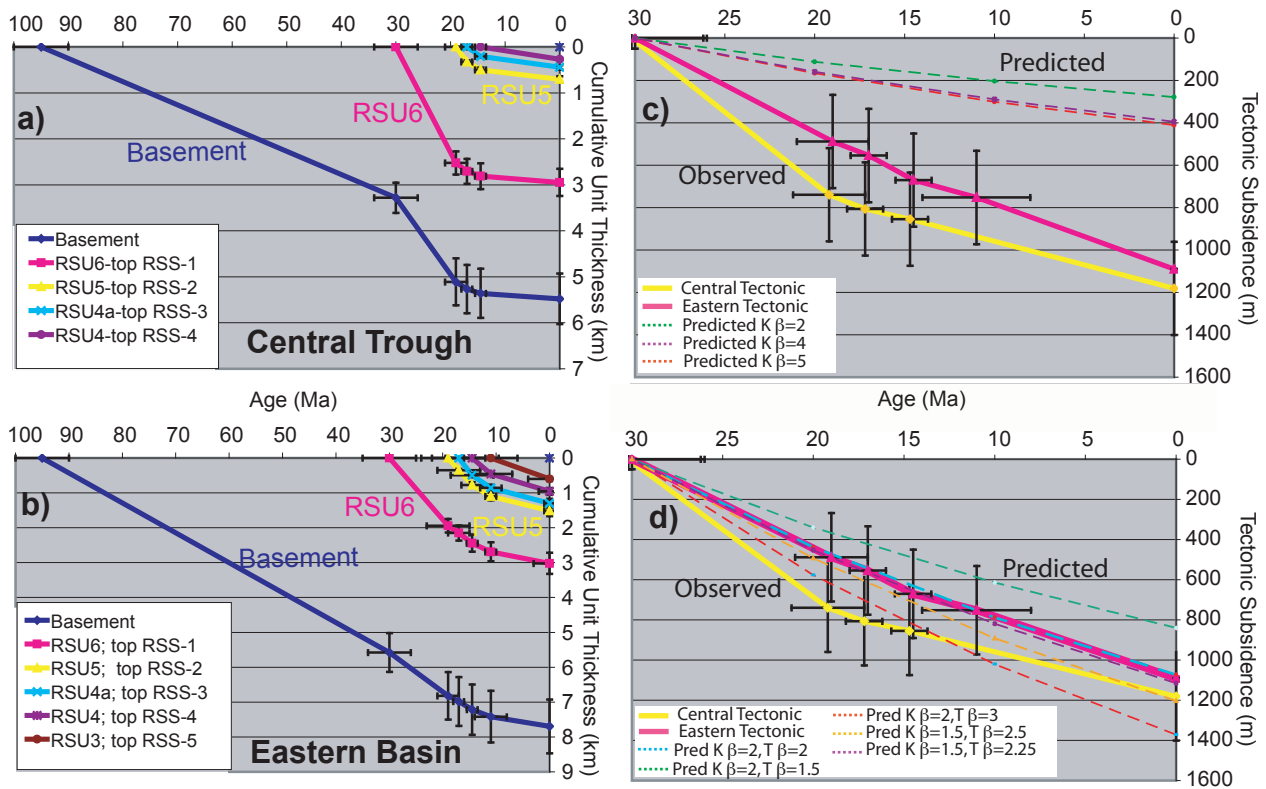 100 90 80 70 60 50 40 30 20 10 0
a)
Basement
RSU6
RSU5
Basement
RSU6-top RSS-1
RSU5-top RSS-2
RSU4a-top RSS-3
RSU4-top RSS-4
Central Trough
0
1
2
3
4
5
6
7
Cumulative Unit Thickness (km)
Age (Ma)
30 25 20 15 10 5 0
c)
Predicted
Observed
Central Tectonic
Eastern Tectonic
Predicted K β=2
Predicted K β=4
Predicted K β=5
0
200
400
600
800
1000
1200
1400
1600
Tectonic Subsidence (m)
Age (Ma)
100 90 80 70 60 50 40 30 20 10 0
b)
Basement
RSU6
RSU5
Basement
RSU6; top RSS-1
RSU5; top RSS-2
RSU4a; top RSS-3
RSU4; top RSS-4
RSU3; top RSS-5
Eastern Basin
0
1
2
3
4
5
6
7
8
9
Cumulative Unit Thickness (km)
30 25 20 15 10 5 0
d)
Predicted
Observed
Central Tectonic
Eastern Tectonic
Pred K β=2,T β=2
Pred K β=2,T β=1.5
Pred K β=2,T β=3
Pred K β=1.5,T β=2.5
Pred K β=1.5,T β=2.25
0
200
400
600
800
1000
1200
1400
1600
Tectonic Subsidence (m)